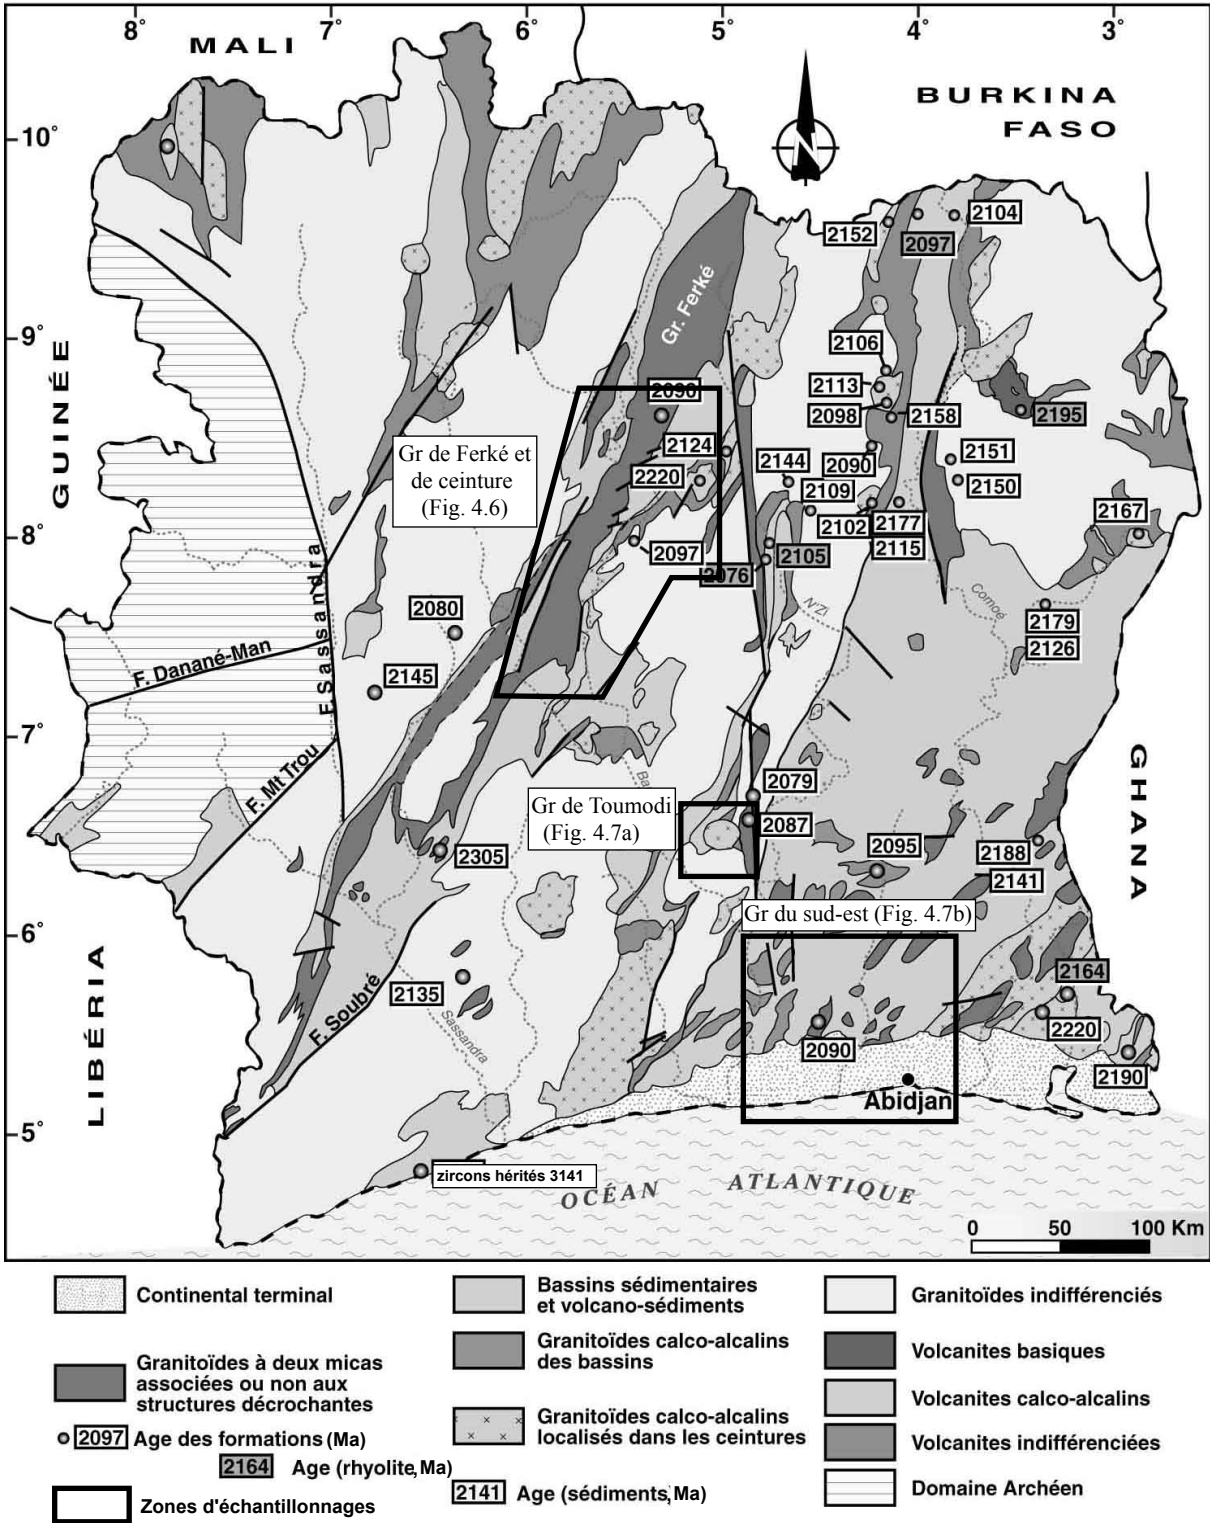 8°
7°
6°
5°
4°
3°
MALI
BURKINA
FASO
10°
N
2152
2104
2097
Gr. Ferké
9°
GUINÉE
2106
2113
2098
2158
2195
2090
2124
Gr de Ferké et
de ceinture
(Fig. 4.6)
2220
2144
2090
2151
2109
2150
2102
2177
2115
2167
8°
2097
2105
2076
F. Sassandra
N'Zi
Comoé
2080
2179
2126
F. Danané-Man
2145
7°
F. Mt Trou
Ba
GHANA
2079
Gr de Toumodi
(Fig. 4.7a)
2087
2305
2095
2188
2141
6°
Gr du sud-est (Fig. 4.7b)
LIBÉRIA
2135
2164
F. Soubré
Sassandra
2090
2220
2190
Abidjan
5°
zircons hérités 3141
OCÉAN ATLANTIQUE
0 50 100 Km
Continental terminal
Granitoïdes à deux micas
associées ou non aux
structures décrochantes
2097 Age des formations (Ma)
2164 Age (rhyolite, Ma)
Zones d'échantillonnages
Bassins sédimentaires
et volcano-sédiments
Granitoïdes calco-alcalins
des bassins
Granitoïdes calco-alcalins
localisés dans les ceintures
2141 Age (sédiments, Ma)
Granitoïdes indifférenciés
Volcanites basiques
Volcanites calco-alcalins
Volcanites indifférenciées
Domaine Archéen